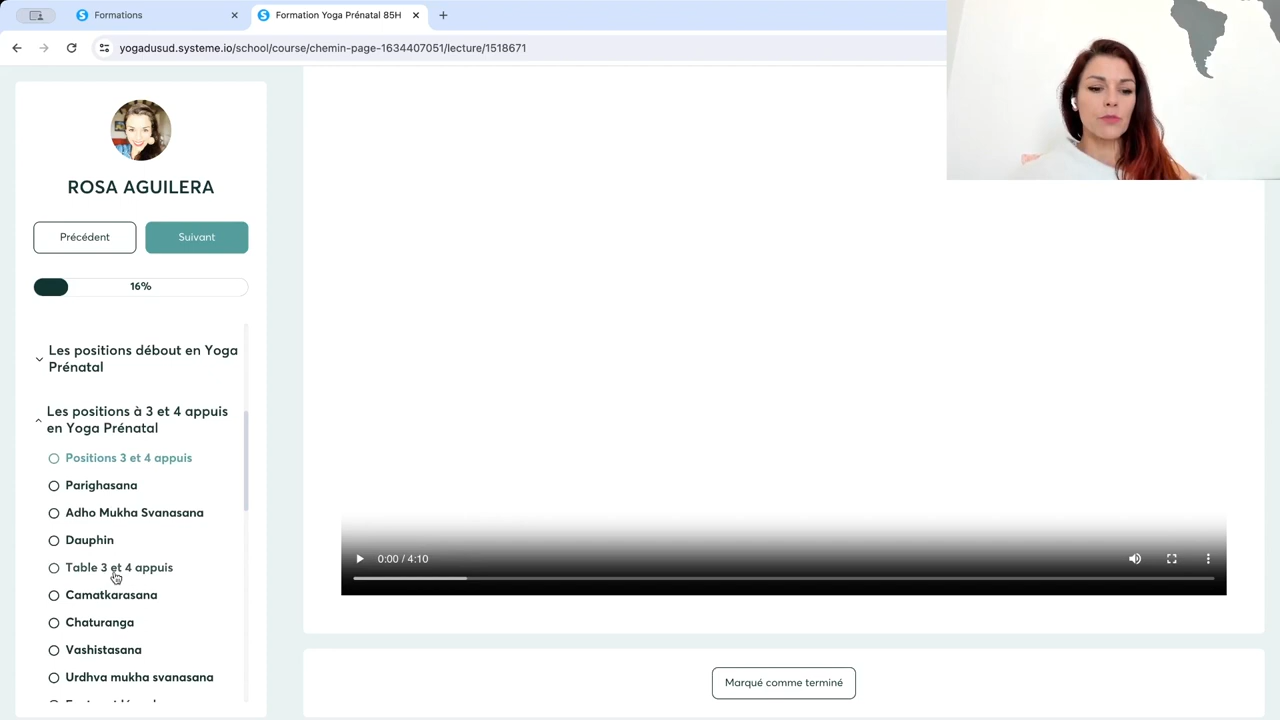 Formations
Formation Yoga Prénatal 85H
yogadusud.systeme.io/school/course/chemin-page-1634407051/lecture/1518671
ROSA AGUILERA
Précédent
Suivant
16%
Les positions débout en Yoga
Prénatal
Les positions à 3 et 4 appuis
en Yoga Prénatal
Positions 3 et 4 appuis
Parighasana
Adho Mukha Svanasana
Dauphin
Table 3 et 4 appuis
Camatkarasana
Chaturanga
Vashistasana
Urdhva mukha svanasana
0:00 / 4:10
Marqué comme terminé